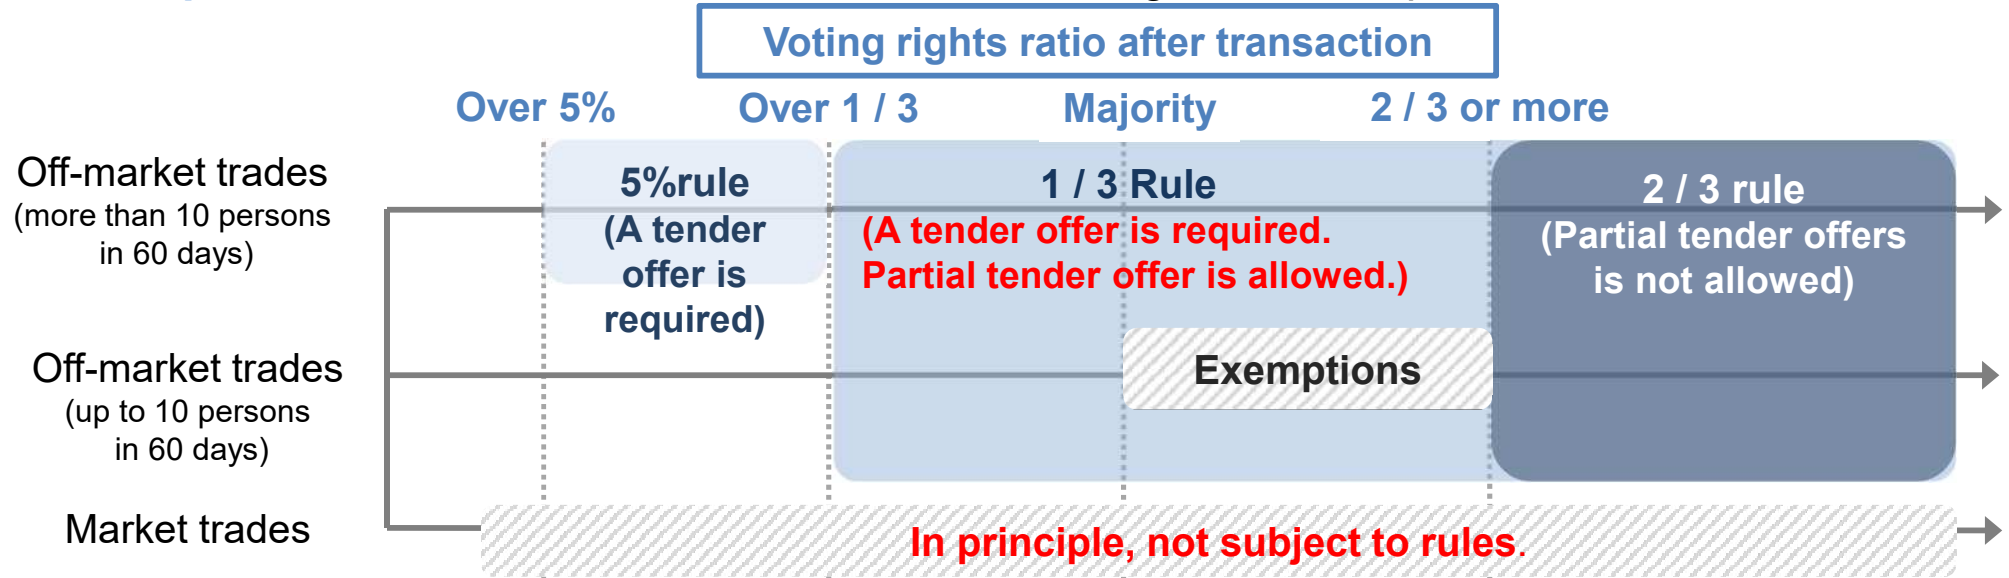 Voting rights ratio after transaction
Over 5%
Over 1 / 3
Majority
2 / 3 or more
Off-market trades
(more than 10 persons
in 60 days)
5%rule
(A tender
offer is
required)
1 / 3 Rule
(A tender offer is required.
Partial tender offer is allowed.)
2 / 3 rule
(Partial tender offers
is not allowed)
Off-market trades
(up to 10 persons
in 60 days)
Exemptions
Market trades
In principle, not subject to rules.